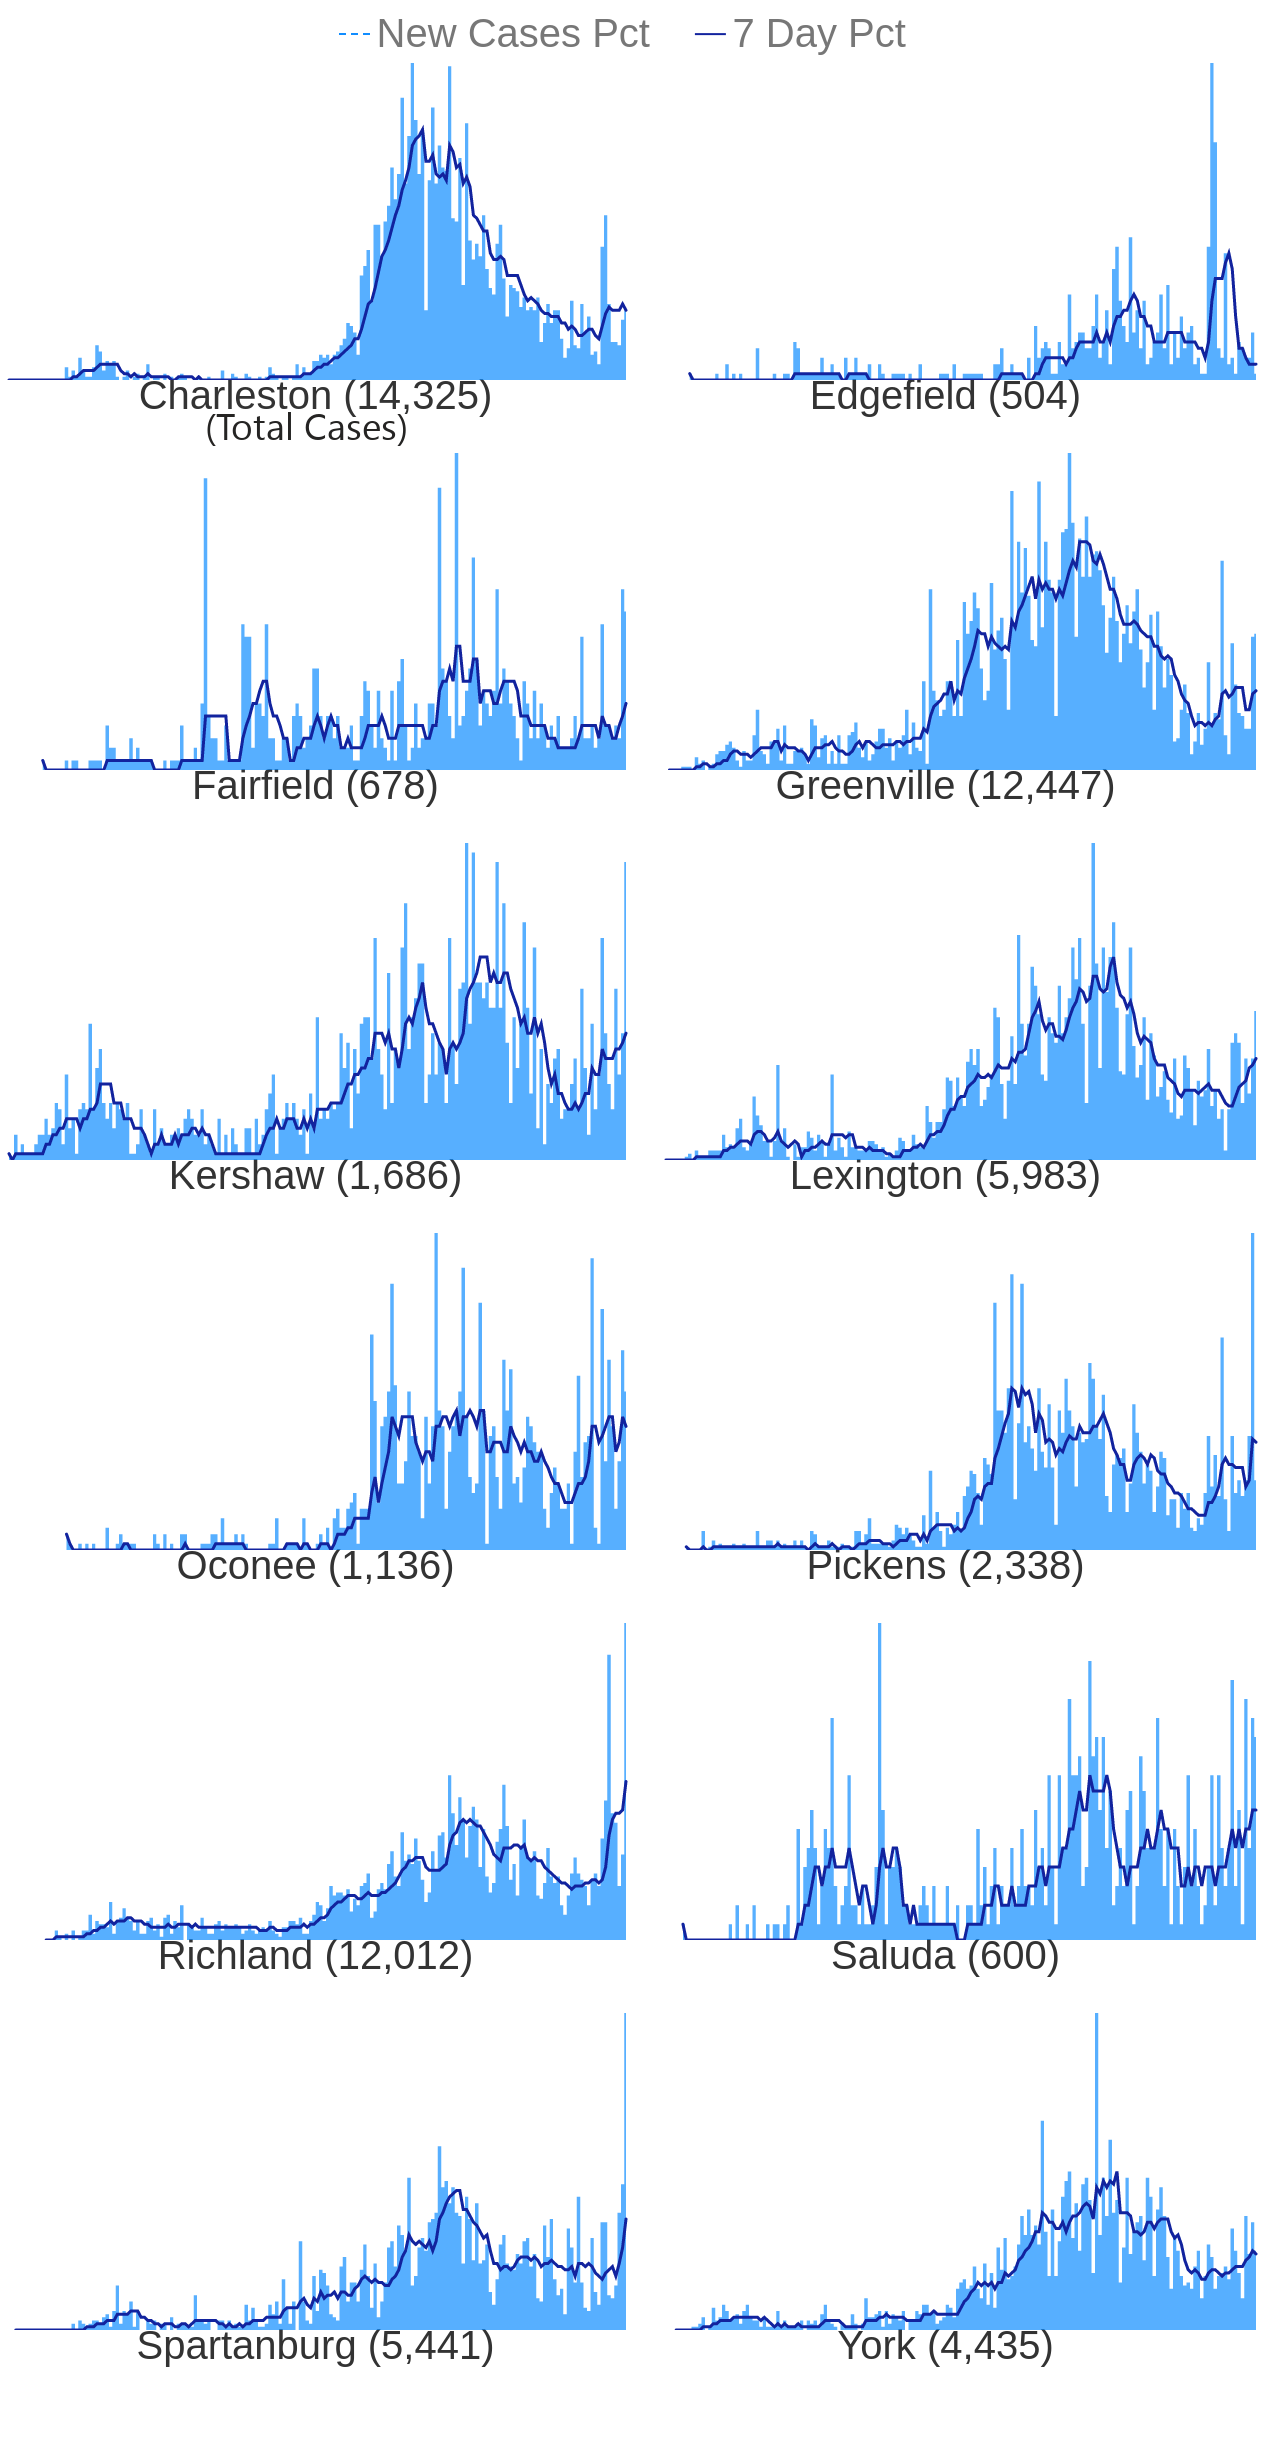 New Cases Pct 7 Day Pct
Charleston (14,325) Edgefield (504)
(Total Cases)
Fairfield (678) Greenville (12,447)
Kershaw (1,686) Lexington (5,983)
Oconee (1,136) Pickens (2,338)
Richland (12,012) Saluda (600)
Spartanburg (5,441) York (4,435)